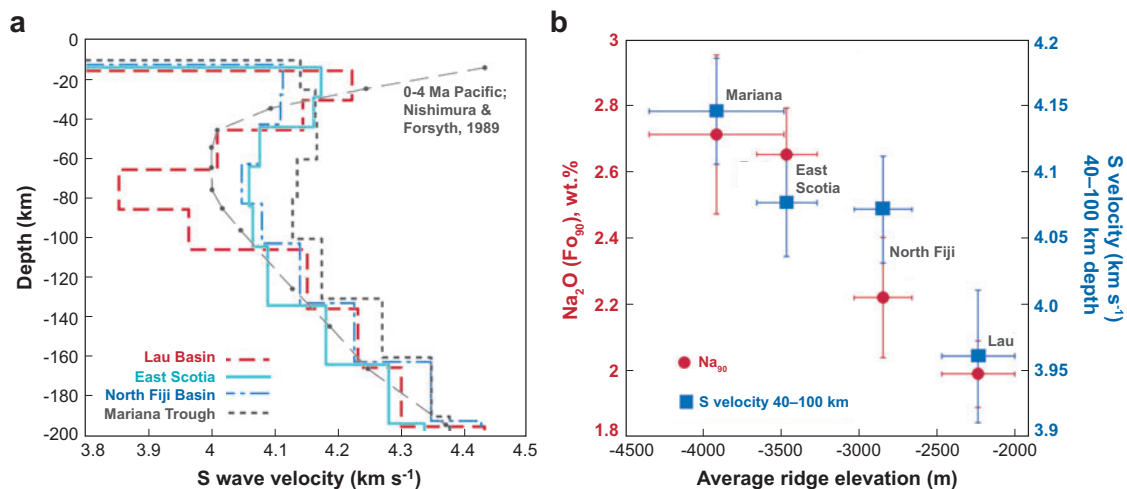 a
0
-20
-40
-60
-80
-100
-120
-140
-160
-180
-200
Depth (km)
3.8
3.9
4
4.1
4.2
4.3
4.4
4.5
S wave velocity (km s⁻¹)
0-4 Ma Pacific;
Nishimura &
Forsyth, 1989
Lau Basin
East Scotia
North Fiji Basin
Mariana Trough
b
3
2.8
2.6
2.4
2.2
2
1.8
Na₂O (Fo₉₀), wt.%
4.2
4.15
4.1
4.05
4.0
3.95
3.9
S velocity (km s⁻¹)
40–100 km depth
-4500
-4000
-3500
-3000
-2500
-2000
Average ridge elevation (m)
Mariana
East
Scotia
North Fiji
Lau
Na₉₀
S velocity 40–100 km